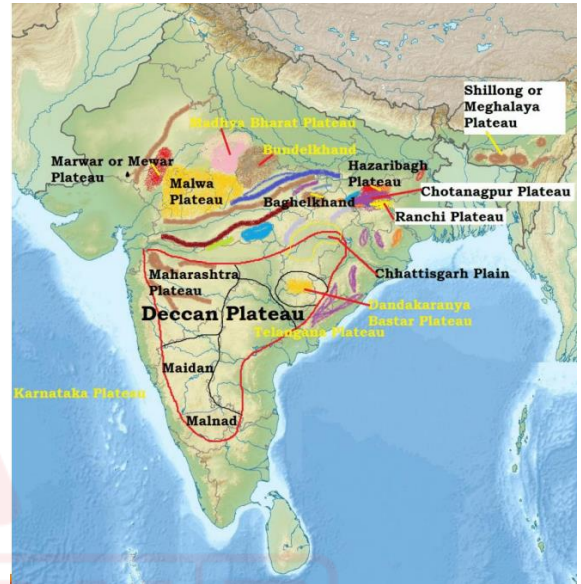 Shillong or
Meghalaya
Plateau
Madhya Bharat Plateau
Bundelkhand
Marwar or Mewar
Plateau
Malwa
Plateau
Hazaribagh
Plateau
Chotanagpur Plateau
Baghelkhand
Ranchi Plateau
Maharashtra
Plateau
Chhattisgarh Plain
Deccan Plateau
Dandakaranya
Bastar Plateau
Telangana Plateau
Maidan
Karnataka Plateau
Malnad